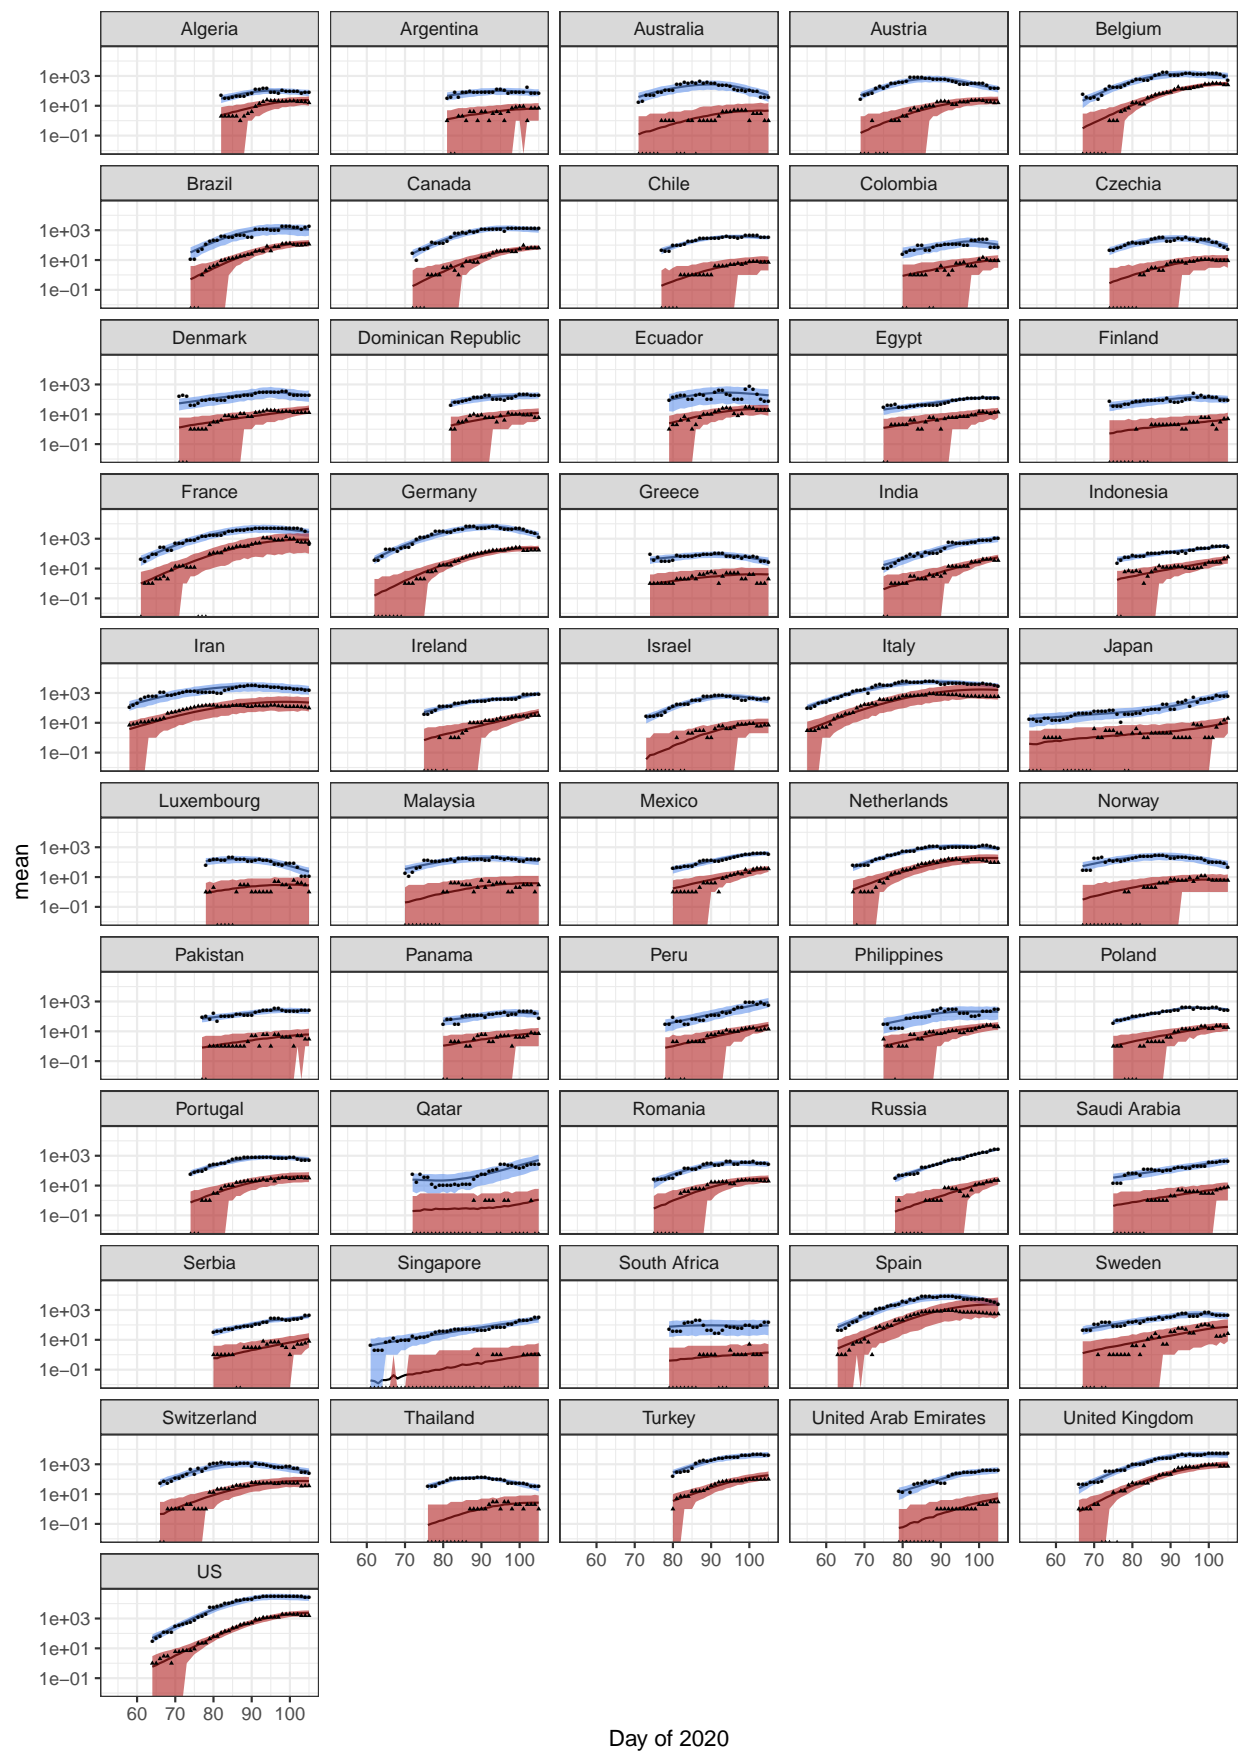 Algeria Argentina Australia Austria Belgium
1e+03
1e+01
1e−01
Brazil Canada Chile Colombia Czechia
1e+03
1e+01
1e−01
Denmark Dominican Republic Ecuador Egypt Finland
1e+03
1e+01
1e−01
France Germany Greece India Indonesia
1e+03
1e+01
1e−01
Iran Ireland Israel Italy Japan
1e+03
1e+01
1e−01
Luxembourg Malaysia Mexico Netherlands Norway
1e+03
1e+01
1e−01
mean
Pakistan Panama Peru Philippines Poland
1e+03
1e+01
1e−01
Portugal Qatar Romania Russia Saudi Arabia
1e+03
1e+01
1e−01
Serbia Singapore South Africa Spain Sweden
1e+03
1e+01
1e−01
Switzerland Thailand Turkey United Arab Emirates United Kingdom
1e+03
1e+01
1e−01
60 70 80 90 100 60 70 80 90 100 60 70 80 90 100 60 70 80 90 100
US
1e+03
1e+01
1e−01
60 70 80 90 100
Day of 2020